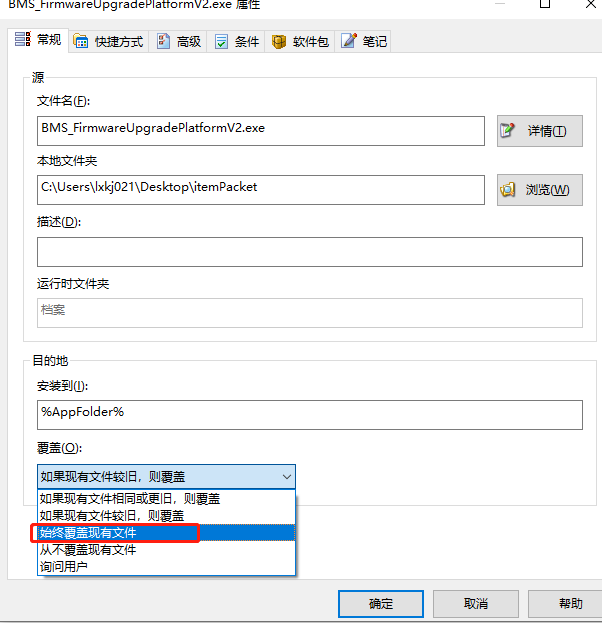 BMS_FirmwareUpgradePlatformV2.exe 属性
常规 快捷方式 高级 条件 软件包 笔记
源
文件名(F):
BMS_FirmwareUpgradePlatformV2.exe
详情(T)
本地文件夹
C:\Users\lxkj021\Desktop\itemPacket
浏览(W)
描述(D):
运行时文件夹
档案
目的地
安装到(I):
%AppFolder%
覆盖(O):
如果现有文件较旧，则覆盖
如果现有文件相同或更旧，则覆盖
如果现有文件较旧，则覆盖
始终覆盖现有文件
从不覆盖现有文件
询问用户
确定 取消 帮助